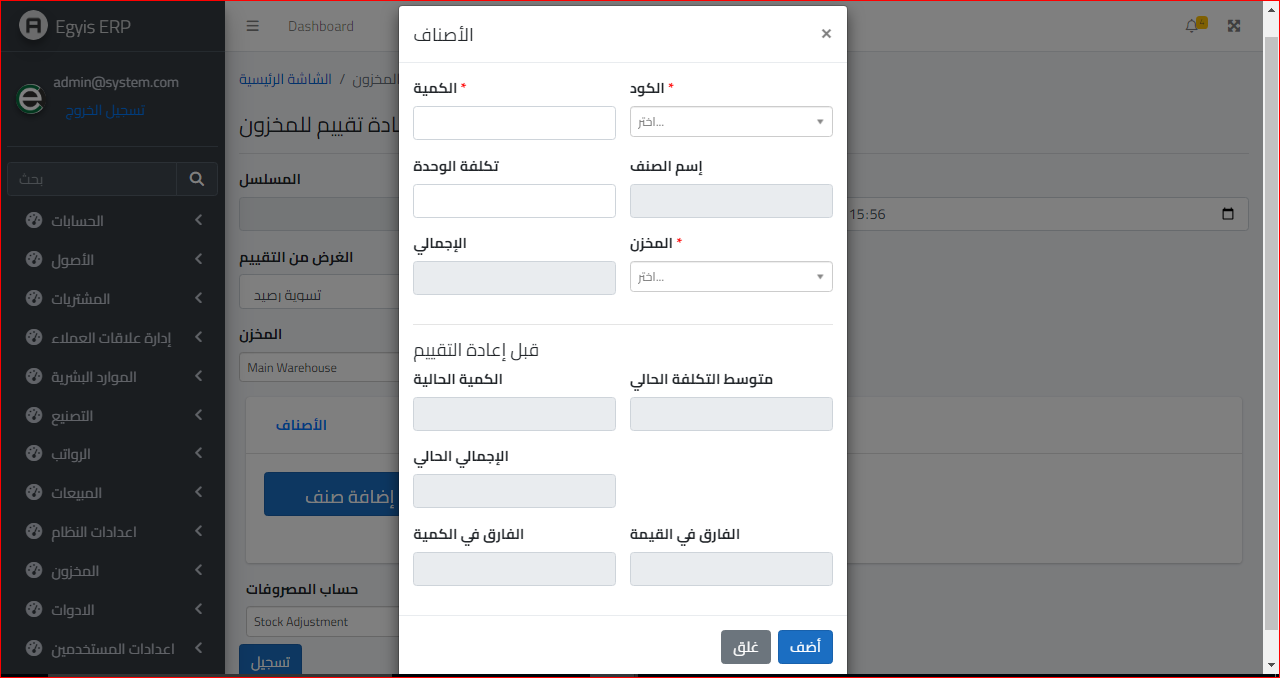 Egyis ERP
admin@system.com
تسجيل الخروج
بحث
الحسابات
الأصول
المشتريات
إدارة علاقات العملاء
الموارد البشرية
التصنيع
الرواتب
المبيعات
اعدادات النظام
المخزون
الادوات
اعدادات المستخدمين
Dashboard
الشاشة الرئيسية / المخزون
ادة تقييم للمخزون
المسلسل
15:56
الغرض من التقييم
تسوية رصيد
المخزن
Main Warehouse
الأصناف
إضافة صنف
حساب المصروفات
Stock Adjustment
تسجيل
الأصناف ×
الكمية *
الكود *
اختر...
تكلفة الوحدة
إسم الصنف
الإجمالي
المخزن *
اختر...
قبل إعادة التقييم
الكمية الحالية
متوسط التكلفة الحالي
الإجمالي الحالي
الفارق في الكمية
الفارق في القيمة
غلق
أضف